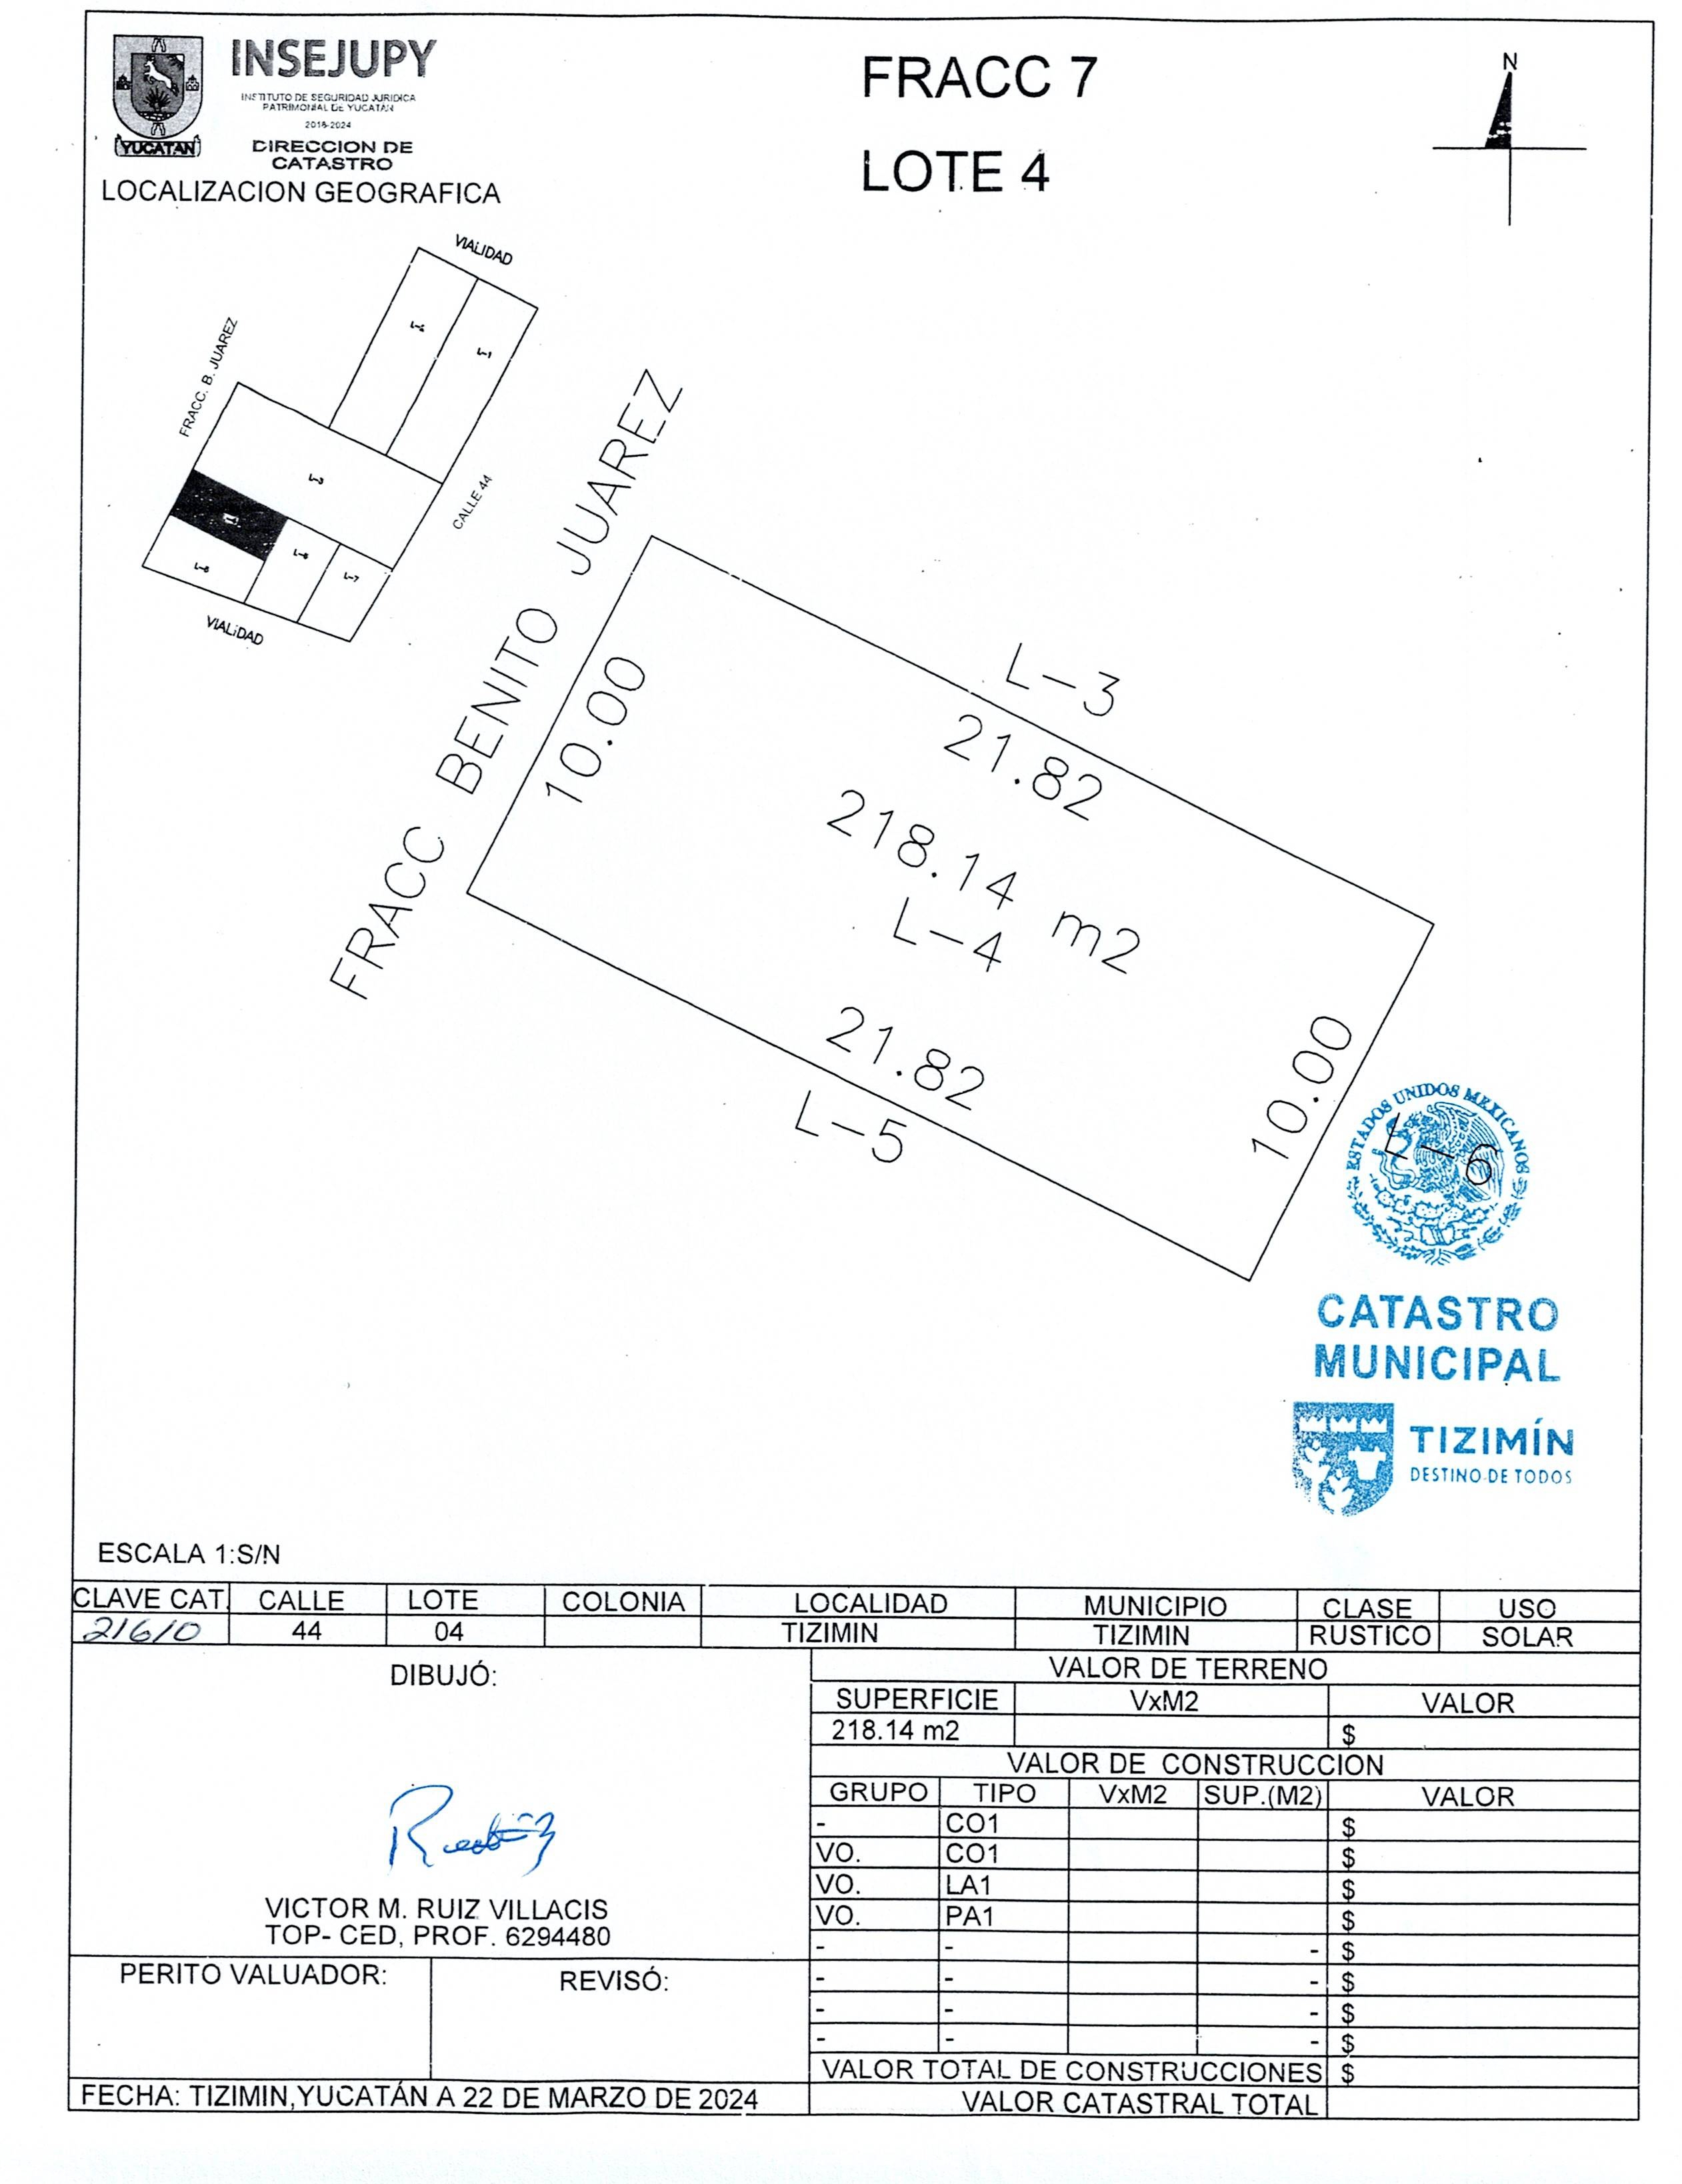 INSEJUPY
INSTITUTO DE SEGURIDAD JURIDICA
PATRIMONIAL DE YUCATAN
2018-2024
DIRECCION DE
CATASTRO
YUCATAN
LOCALIZACION GEOGRAFICA
FRACC 7
LOTE 4
N
VIALIDAD
FRACC. B. JUAREZ
L-1
L-3
CALLE 44
L-6
L-7
VIALIDAD
FRACC BENITO JUAREZ
10.00
L-3
21.82
218.14 m2
L-4
21.82
L-5
10.00
L-6
ESTADOS UNIDOS MEXICANOS
CATASTRO
MUNICIPAL
TIZIMÍN
DESTINO DE TODOS
ESCALA 1:S/N
CLAVE CAT. CALLE LOTE COLONIA LOCALIDAD MUNICIPIO CLASE USO
21610 44 04 TIZIMIN TIZIMIN RUSTICO SOLAR
DIBUJÓ:
VICTOR M. RUIZ VILLACIS
TOP- CED, PROF. 6294480
PERITO VALUADOR: REVISÓ:
FECHA: TIZIMIN,YUCATÁN A 22 DE MARZO DE 2024
VALOR DE TERRENO
SUPERFICIE VxM2 VALOR
218.14 m2 $
VALOR DE CONSTRUCCION
GRUPO TIPO VxM2 SUP.(M2) VALOR
- CO1 $
VO. CO1 $
VO. LA1 $
VO. PA1 $
- - - $
- - - $
- - - $
- - - $
VALOR TOTAL DE CONSTRUCCIONES $
VALOR CATASTRAL TOTAL